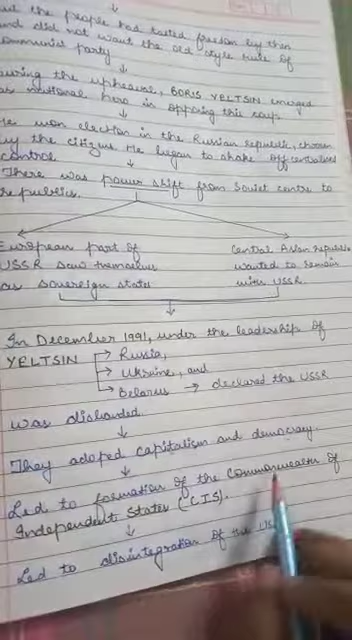 the people had tasted freedom by then
and did not want the old style rule of
communist party
↓
during the upheaval, BORIS YELTSIN emerged
as national hero in opposing this coup.
↓
He won election in the Russian republic, chosen
by the citizens. He began to shake off centralised
control
↓
There was power shift from Soviet centre to
republics.
European part of
USSR saw themselves
as sovereign states
Central Asian republic
wanted to remain
with USSR.
↓
In December 1991, under the leadership of
YELTSIN → Russia,
→ Ukraine, and
→ Belarus → declared the USSR
was disbanded.
↓
They adoped capitalism and democracy.
↓
Led to formation of the Commonwealth of
Independent States (CIS).
↓
Led to disintegration of the